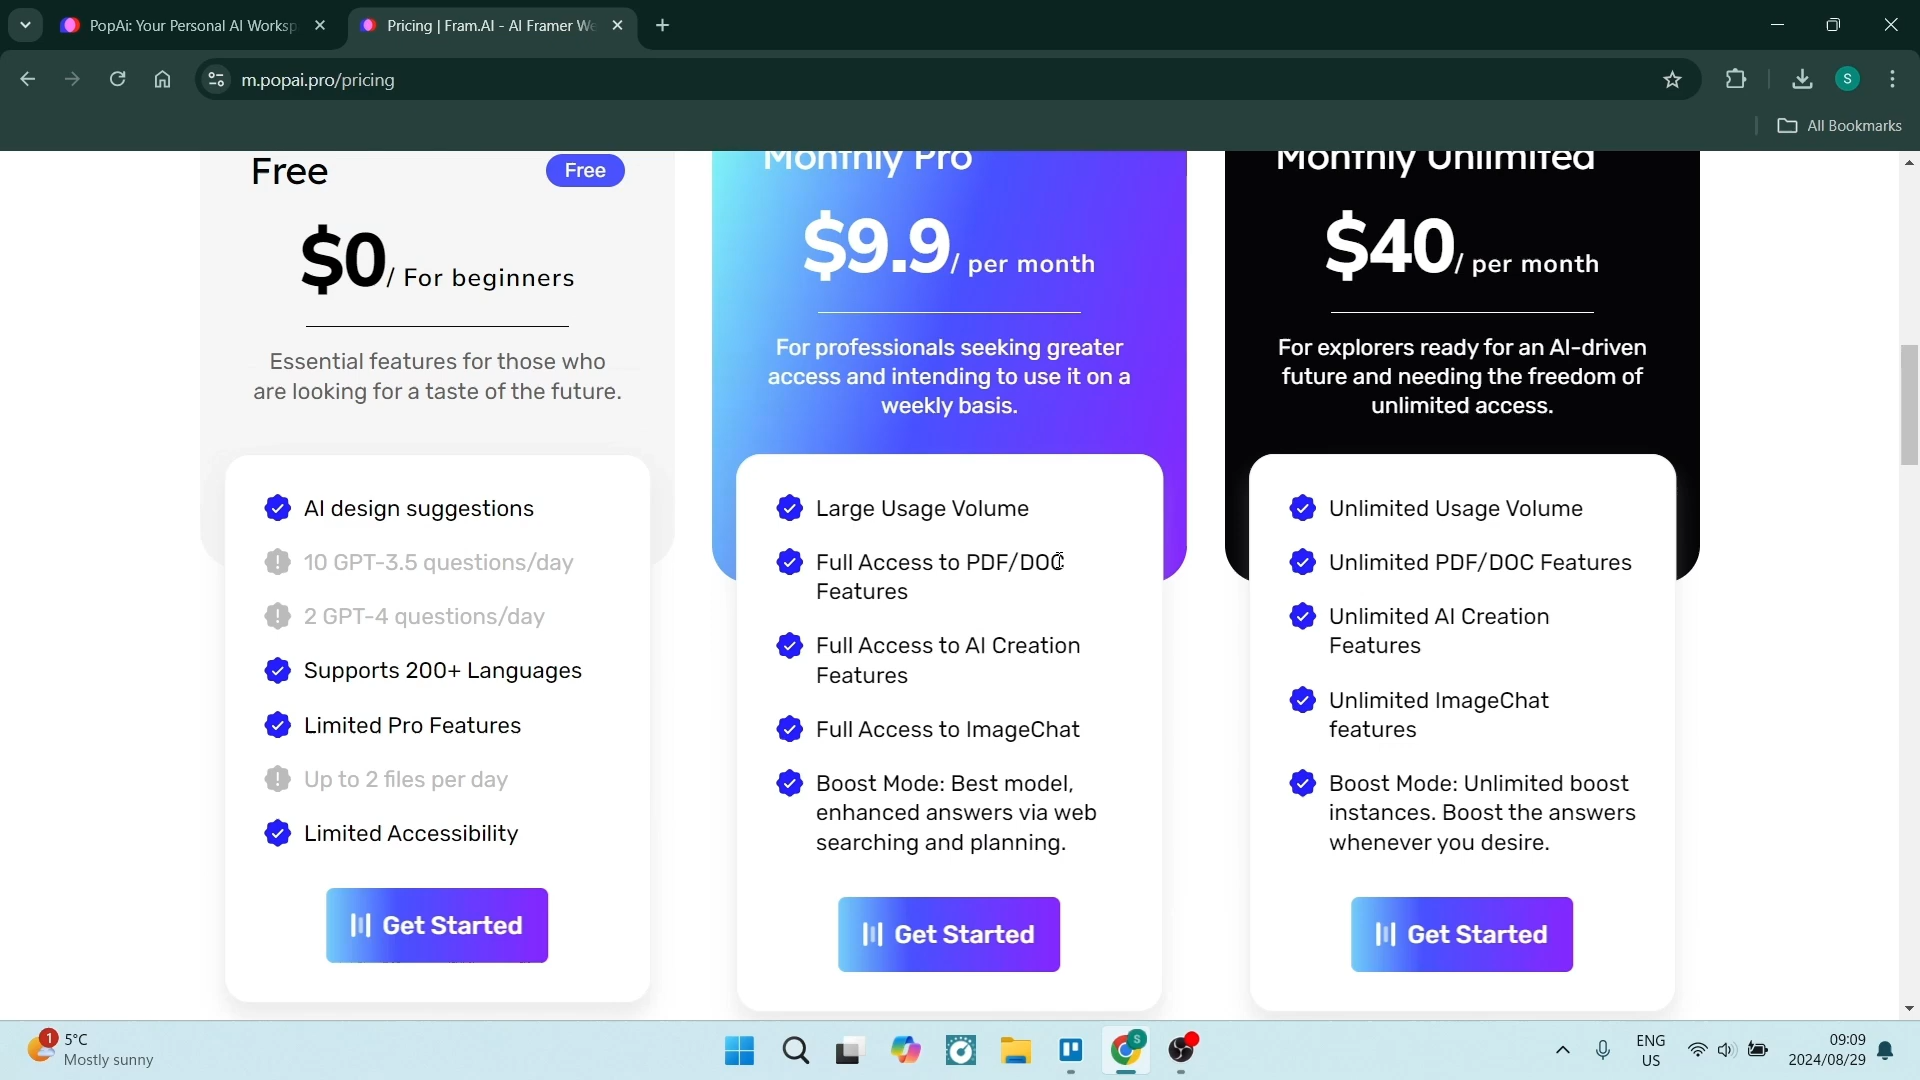 PopAi: Your Personal AI Worksp
Pricing | Fram.AI - AI Framer We
m.popai.pro/pricing
S
All Bookmarks
Free
Free
$0/ For beginners
Essential features for those who
are looking for a taste of the future.
AI design suggestions
10 GPT-3.5 questions/day
2 GPT-4 questions/day
Supports 200+ Languages
Limited Pro Features
Up to 2 files per day
Limited Accessibility
Get Started
Monthly Pro
$9.9/ per month
For professionals seeking greater
access and intending to use it on a
weekly basis.
Large Usage Volume
Full Access to PDF/DOC
Features
Full Access to AI Creation
Features
Full Access to ImageChat
Boost Mode: Best model,
enhanced answers via web
searching and planning.
Get Started
Monthly Unlimited
$40/ per month
For explorers ready for an AI-driven
future and needing the freedom of
unlimited access.
Unlimited Usage Volume
Unlimited PDF/DOC Features
Unlimited AI Creation
Features
Unlimited ImageChat
features
Boost Mode: Unlimited boost
instances. Boost the answers
whenever you desire.
Get Started
1
5°C
Mostly sunny
S
ENG
US
09:09
2024/08/29